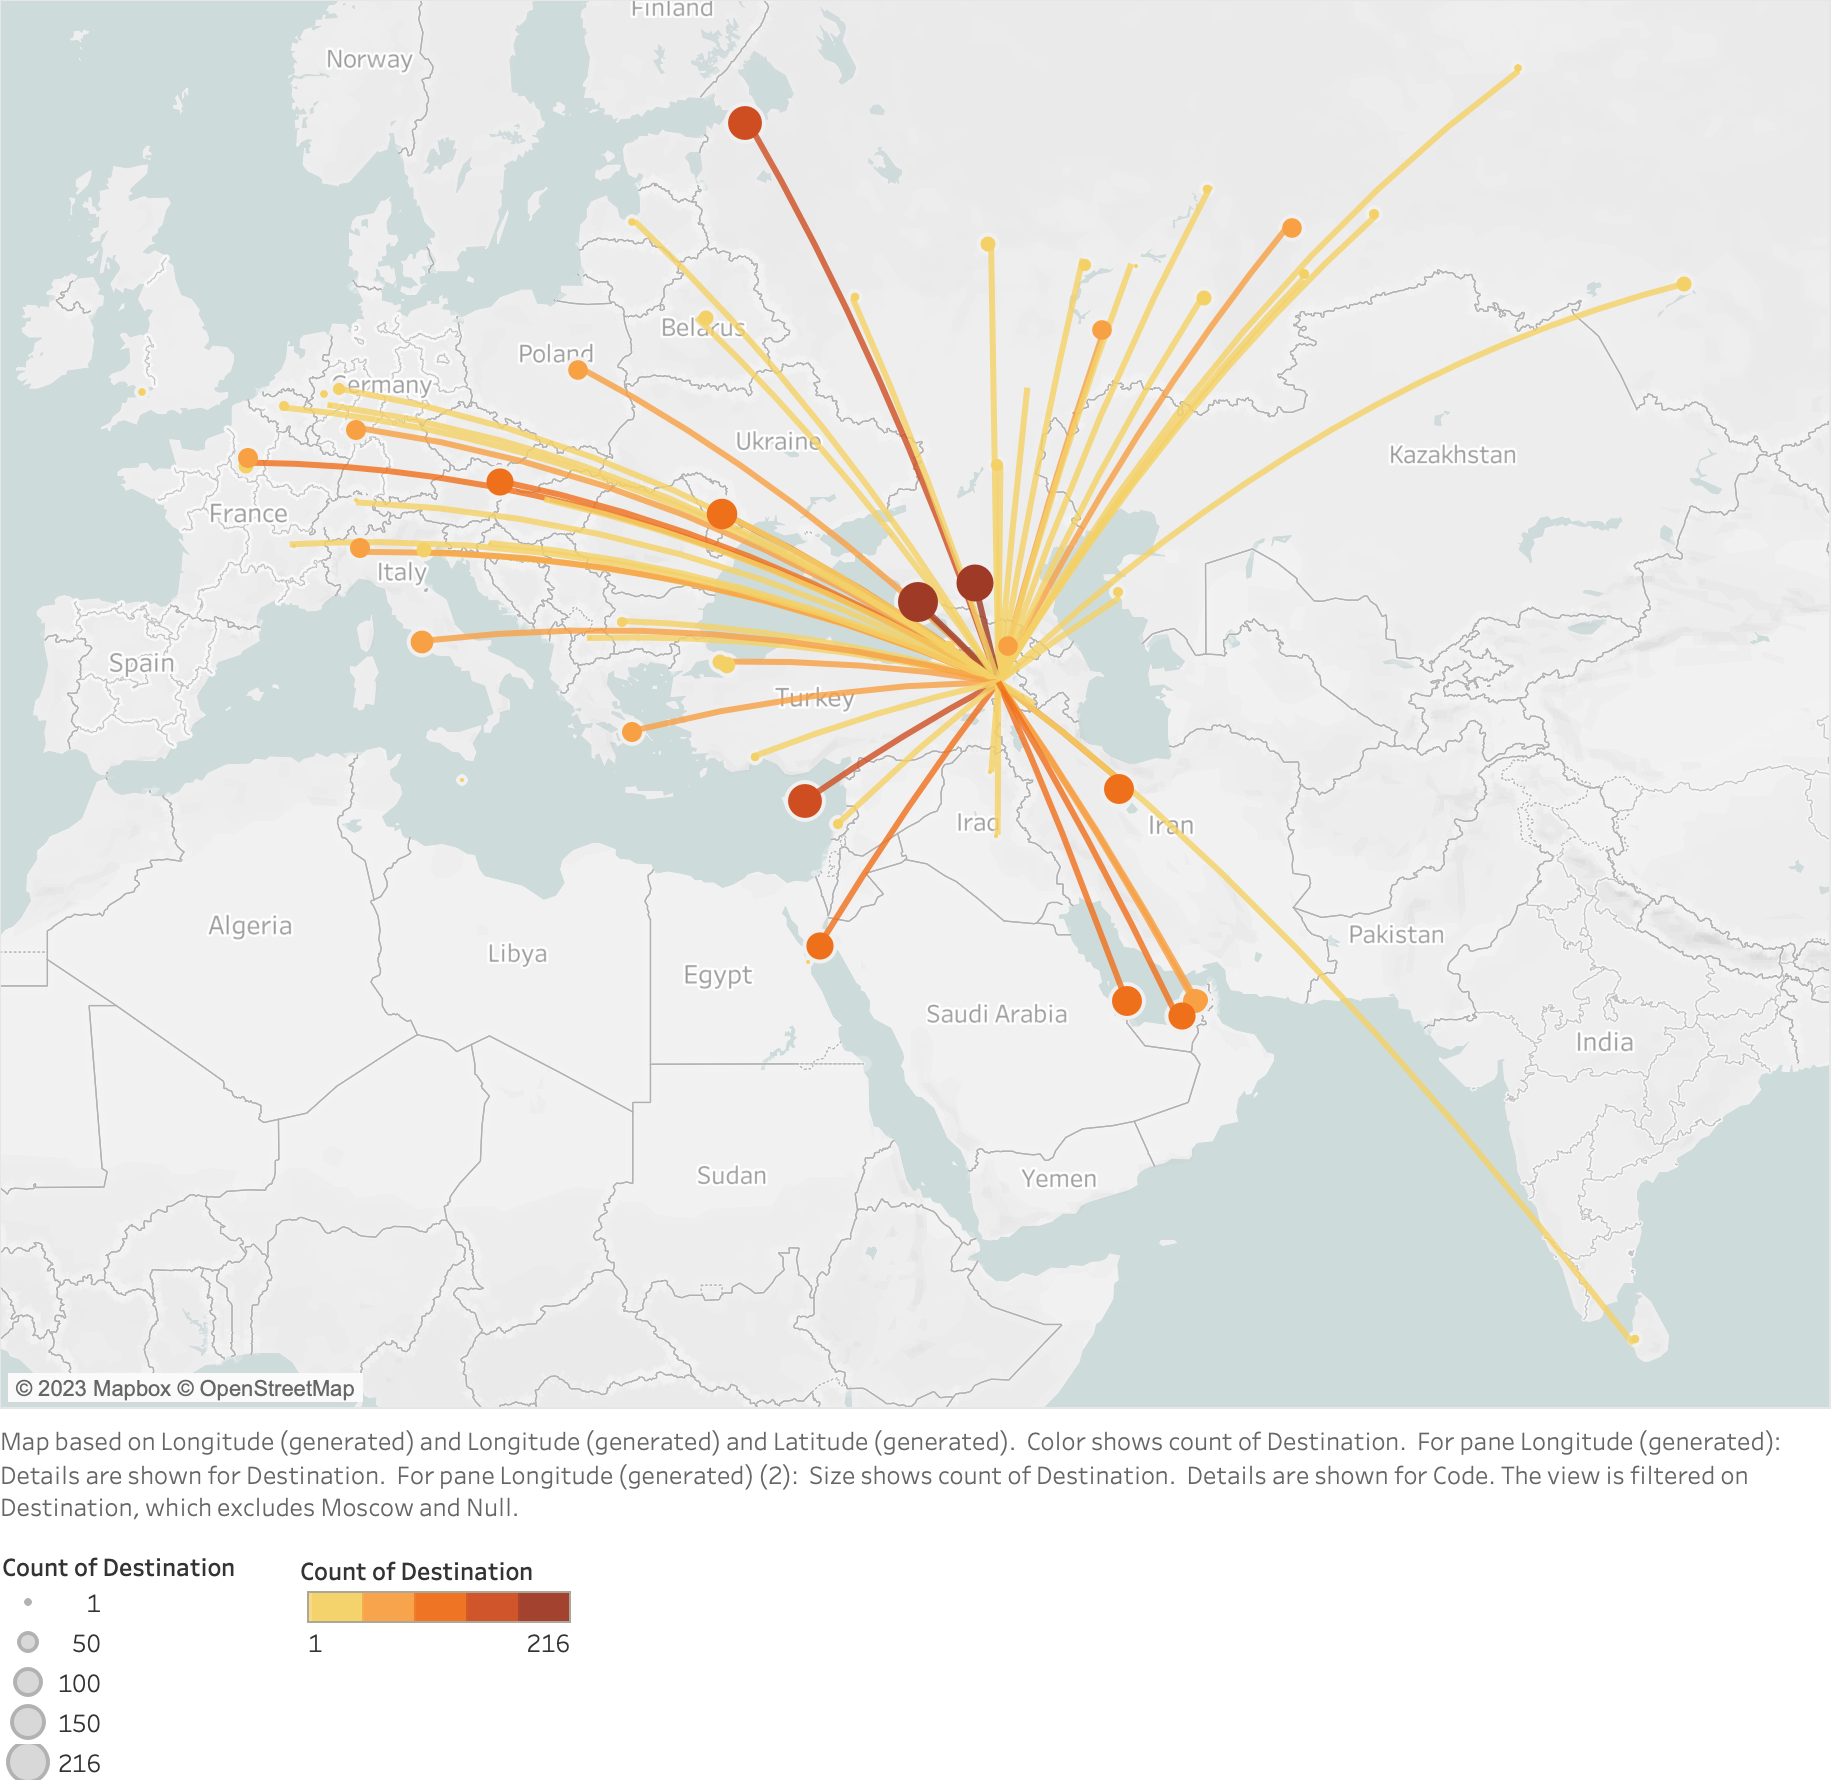 Finland
Norway
Belarus
Poland
Germany
Ukraine
Kazakhstan
France
Italy
Spain
Turkey
Iraq
Iran
Algeria
Libya
Egypt
Pakistan
Saudi Arabia
India
Sudan
Yemen
© 2023 Mapbox © OpenStreetMap
Map based on Longitude (generated) and Longitude (generated) and Latitude (generated).  Color shows count of Destination.  For pane Longitude (generated):
Details are shown for Destination.  For pane Longitude (generated) (2):  Size shows count of Destination.  Details are shown for Code. The view is filtered on
Destination, which excludes Moscow and Null.
Count of Destination
1
50
100
150
216
Count of Destination
1 216